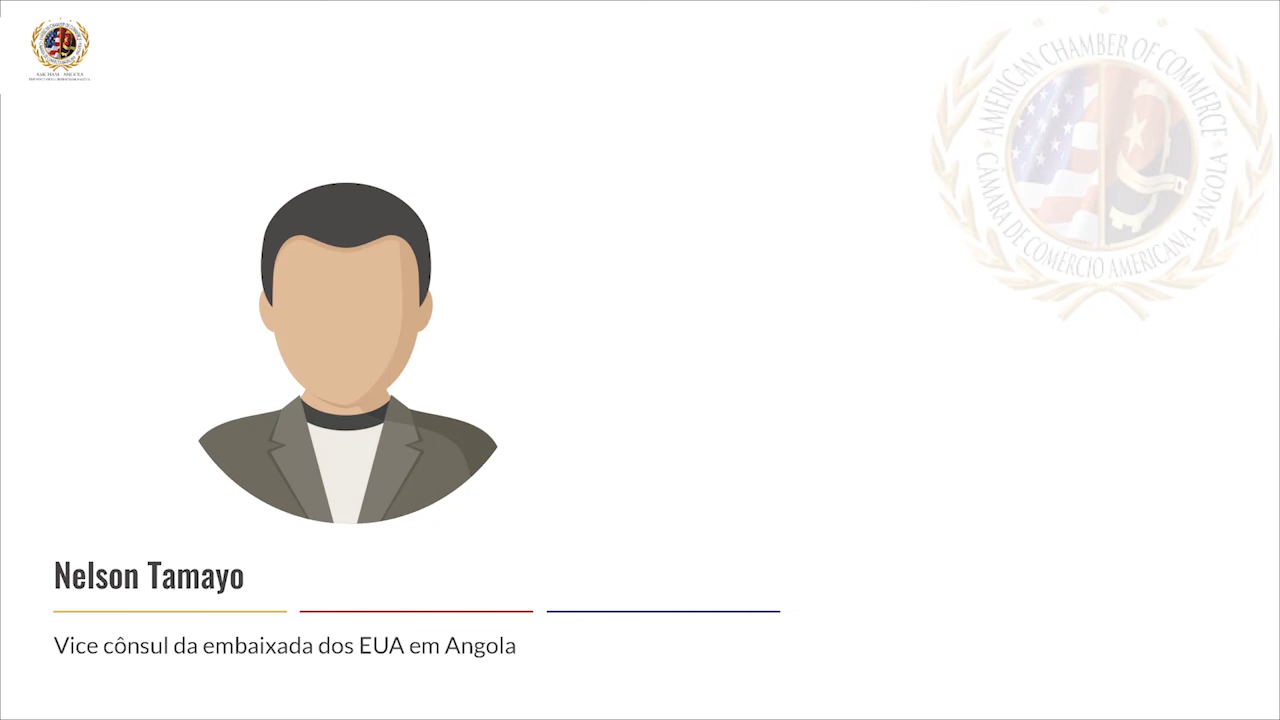 AMERICAN CHAMBER OF COMMERCE
CÂMARA DE COMÉRCIO AMERICANA - ANGOLA
Nelson Tamayo
Vice cônsul da embaixada dos EUA em Angola